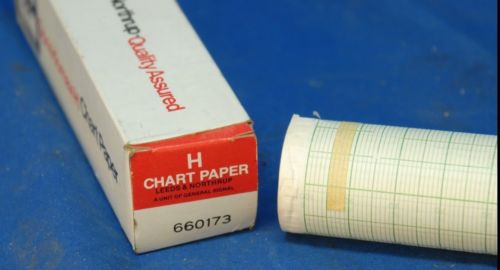 Northrup Quality Assured
Chart Paper
H
CHART PAPER
LEEDS & NORTHRUP
A UNIT OF GENERAL SIGNAL
660173